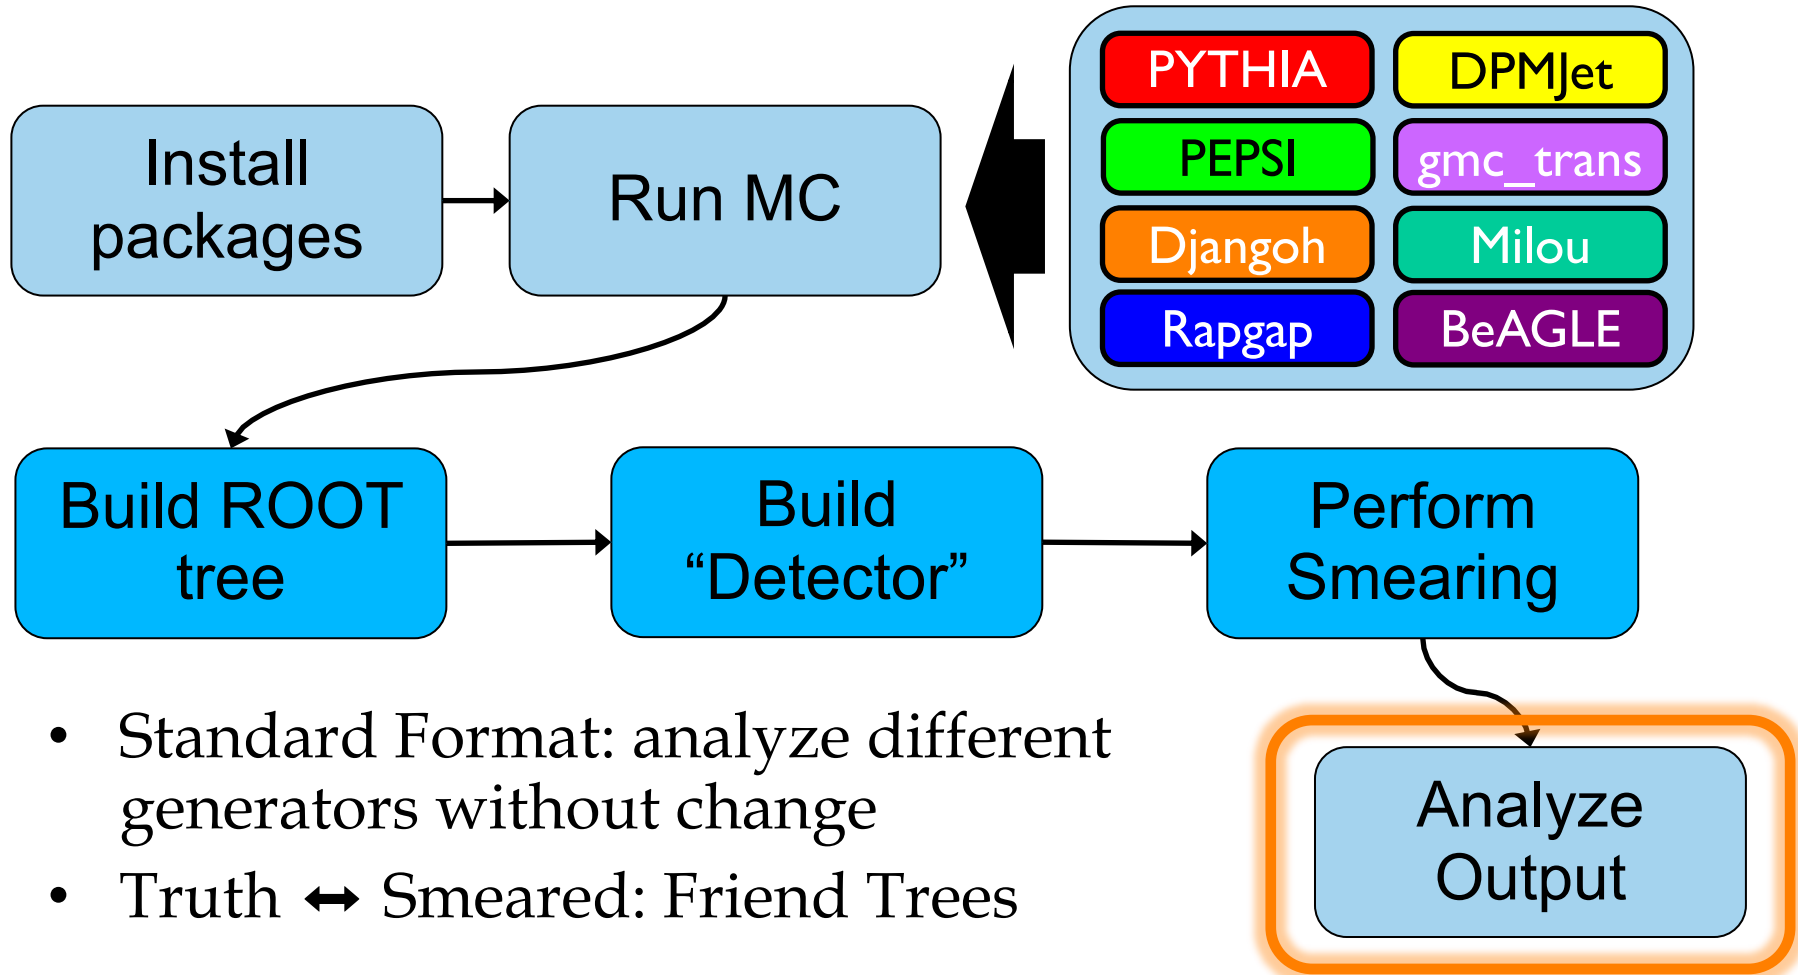 Install
packages
Run MC
PYTHIA
DPMJet
PEPSI
gmc_trans
Djangoh
Milou
Rapgap
BeAGLE
Build ROOT
tree
Build
“Detector”
Perform
Smearing
• Standard Format: analyze different
generators without change
• Truth ↔ Smeared: Friend Trees
Analyze
Output